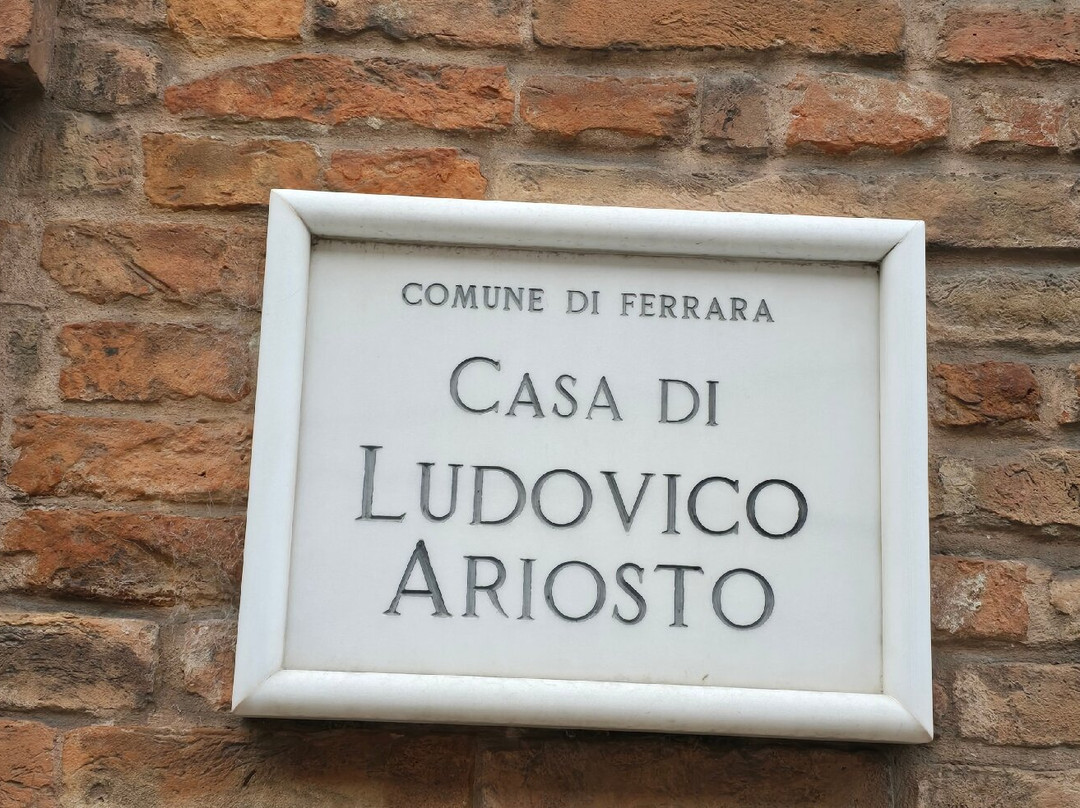 COMUNE DI FERRARA
CASA DI
LUDOVICO
ARIOSTO